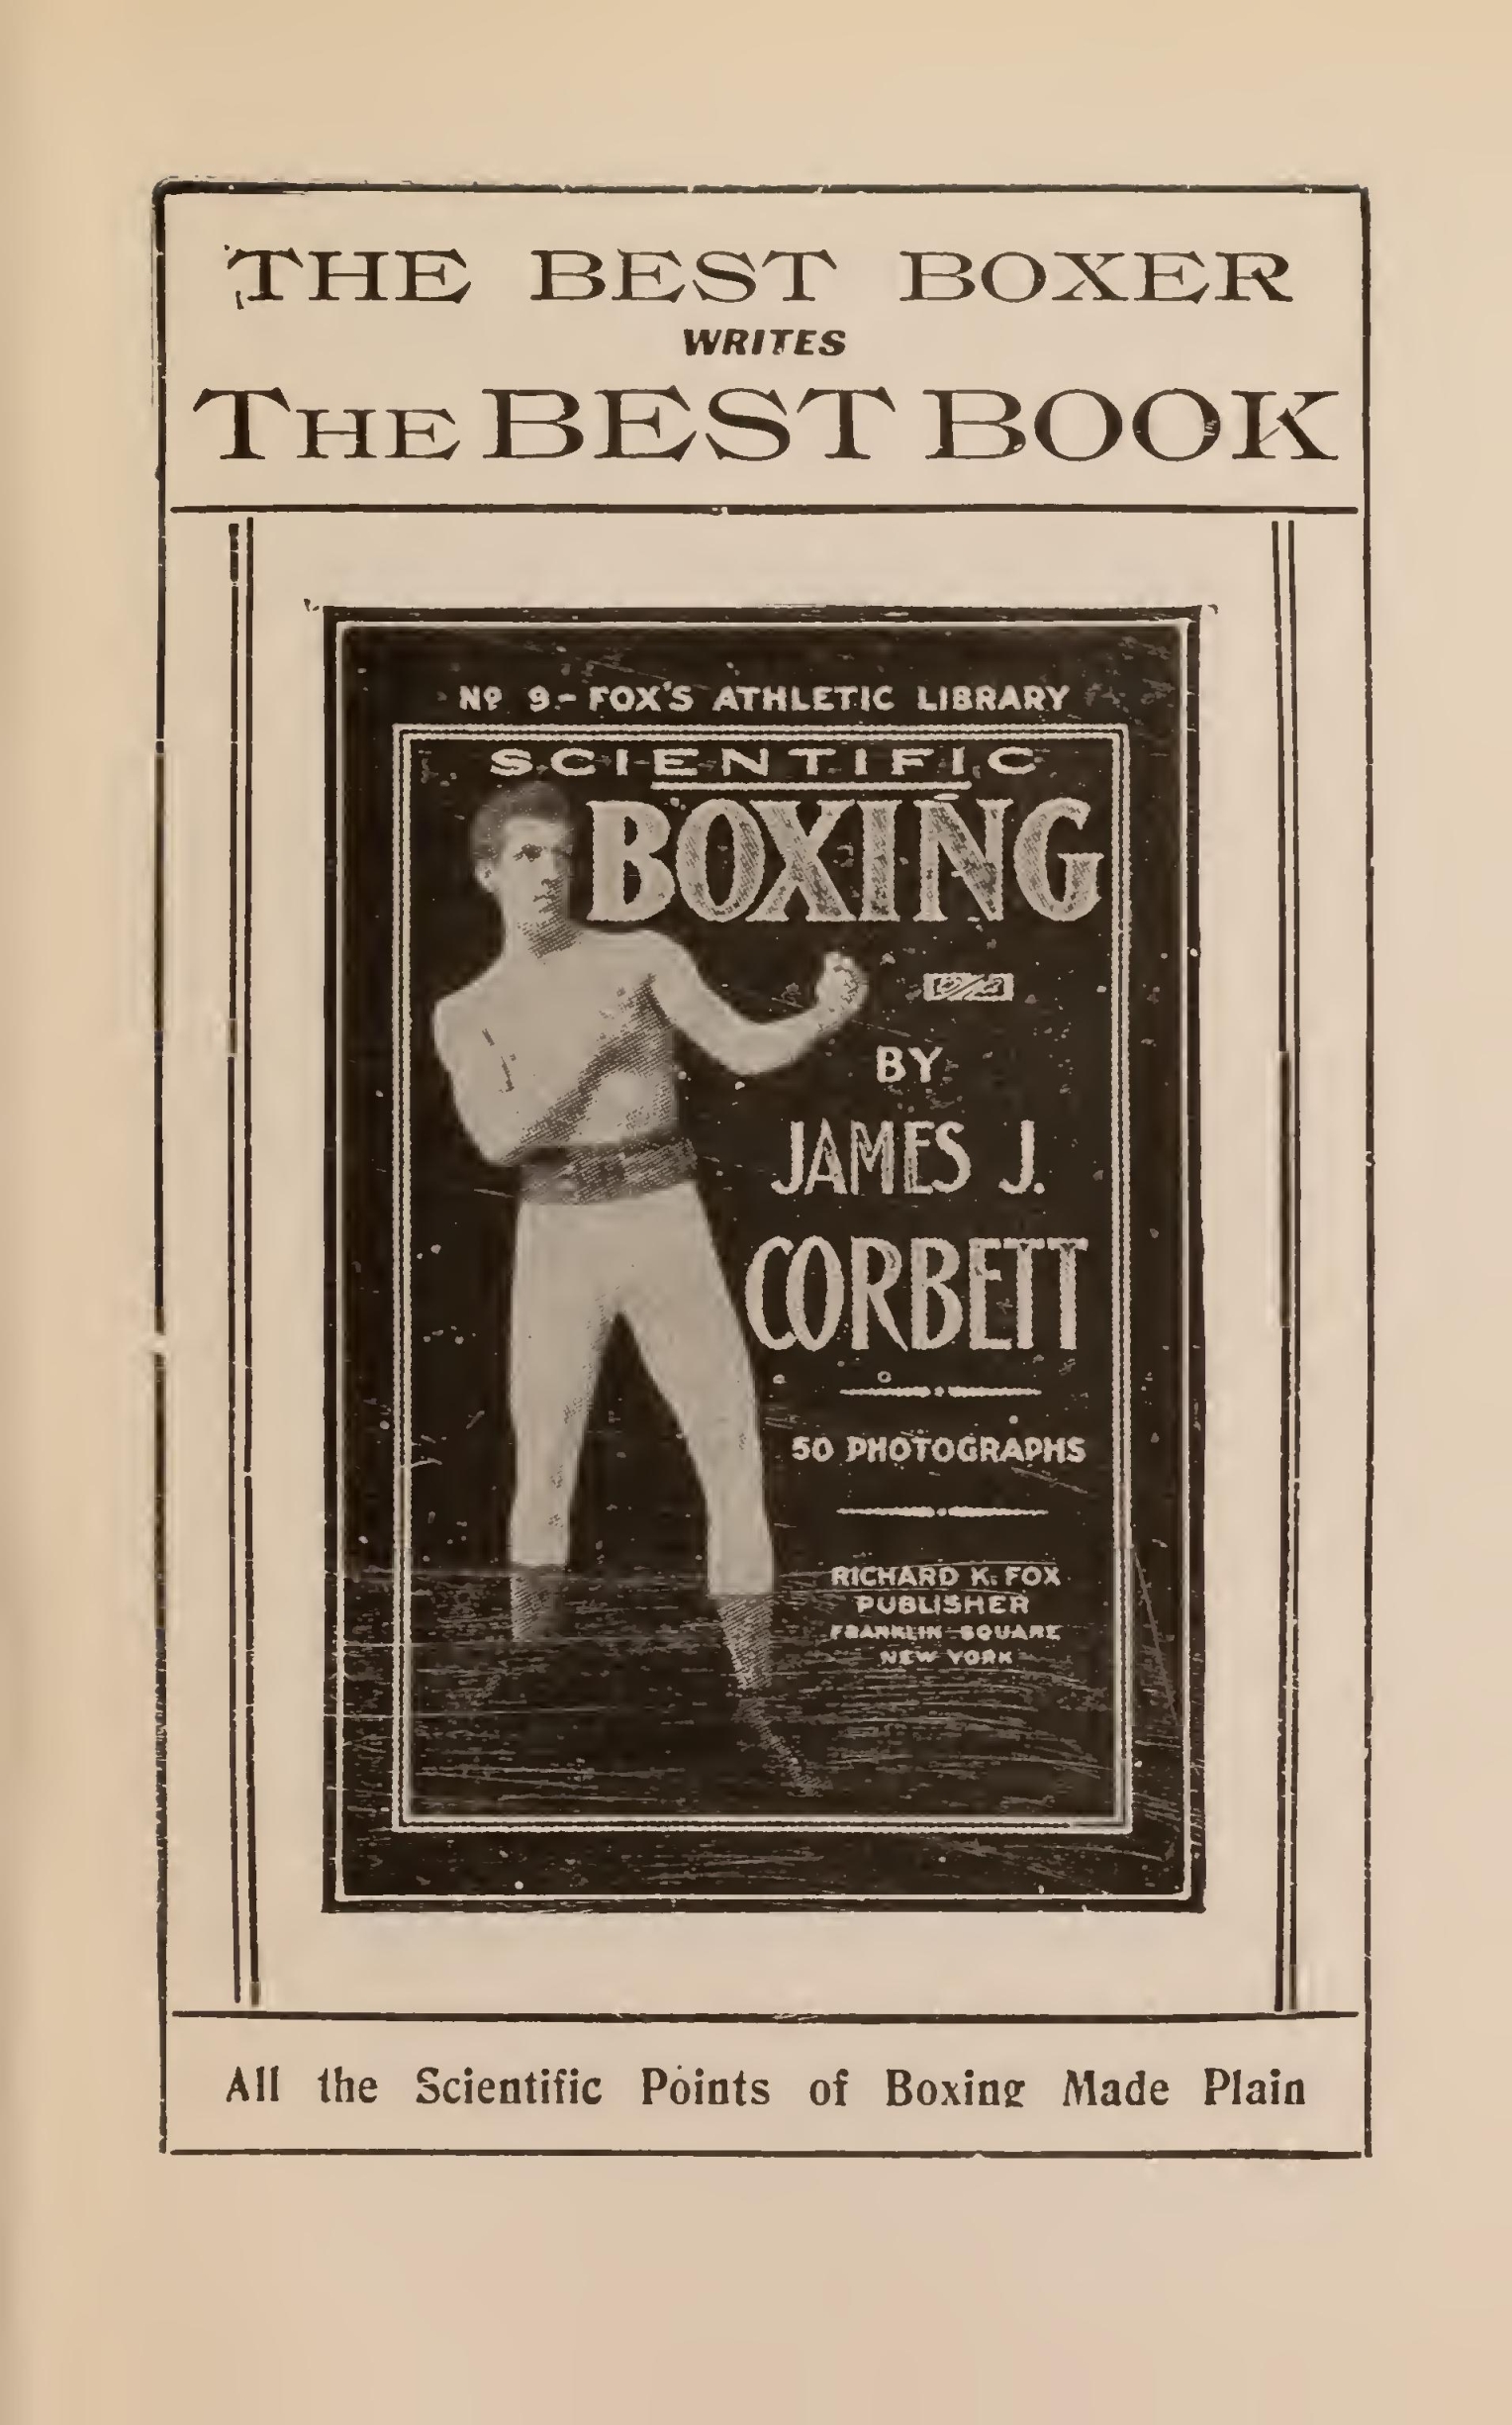 THE BEST BOXER
WRITES
THE BEST BOOK
No 9.- FOX'S ATHLETIC LIBRARY
SCIENTIFIC
BOXING
BY
JAMES J.
CORBETT
50 PHOTOGRAPHS
RICHARD K. FOX
PUBLISHER
FRANKLIN SQUARE
NEW YORK
All the Scientific Points of Boxing Made Plain